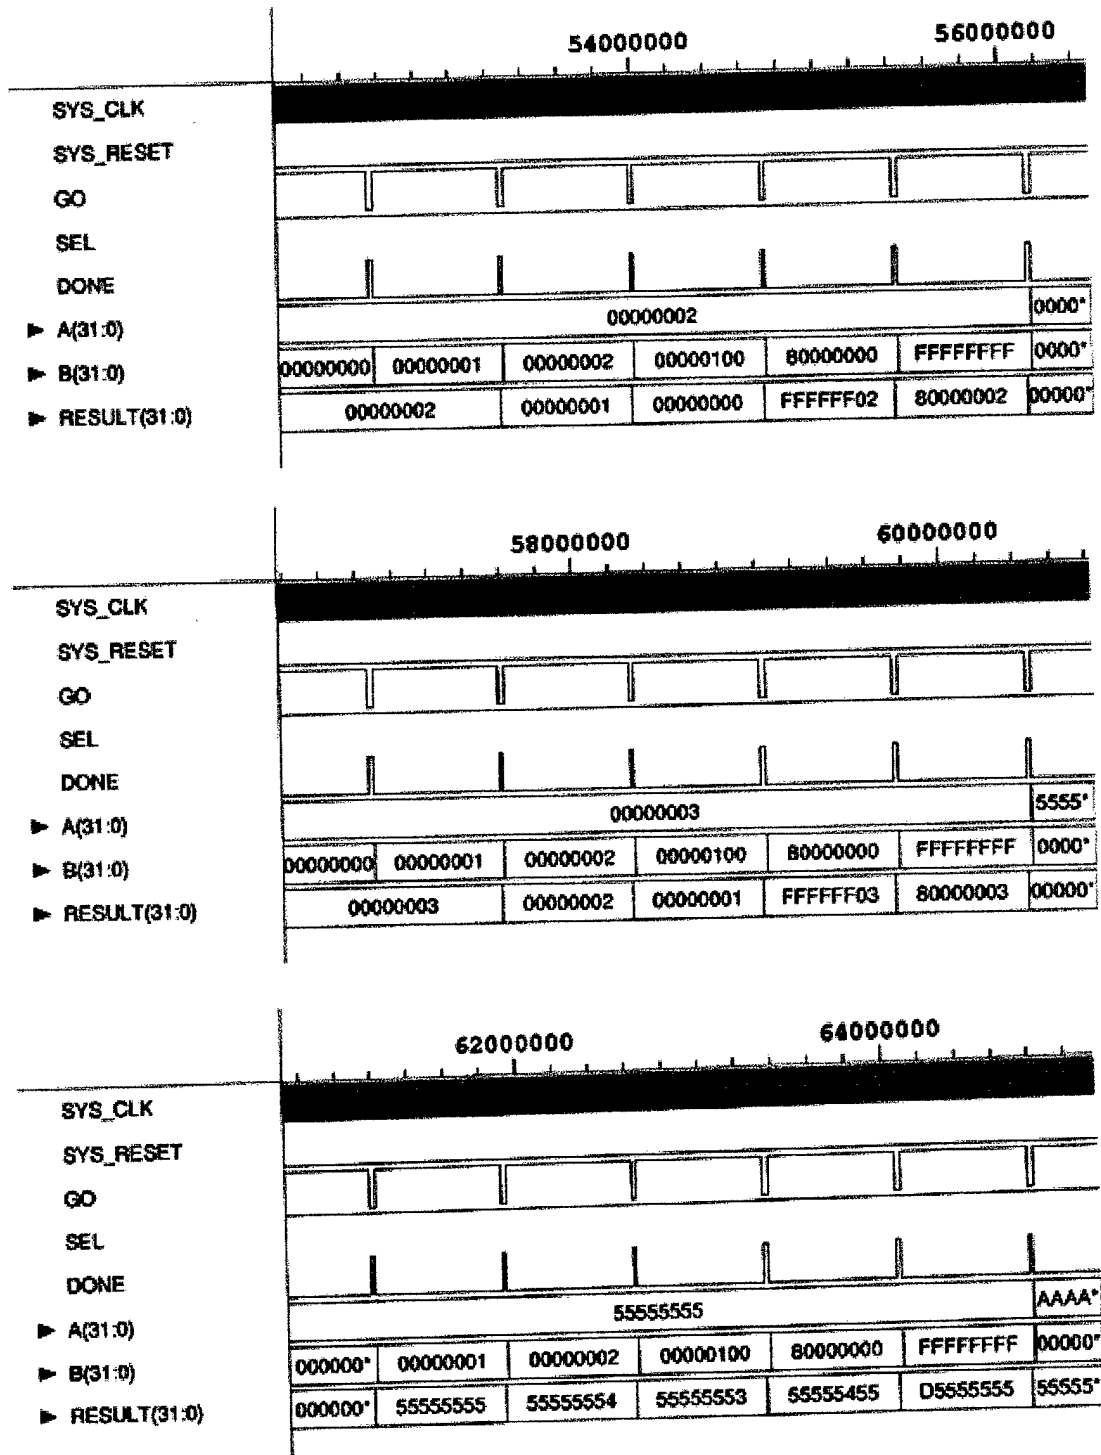 54000000 56000000
SYS_CLK
SYS_RESET
GO
SEL
DONE
A(31:0) 00000002 0000*
B(31:0) 00000000 00000001 00000002 00000100 80000000 FFFFFFFF 0000*
RESULT(31:0) 00000002 00000001 00000000 FFFFFF02 80000002 00000*
58000000 60000000
SYS_CLK
SYS_RESET
GO
SEL
DONE
A(31:0) 00000003 5555*
B(31:0) 00000000 00000001 00000002 00000100 80000000 FFFFFFFF 0000*
RESULT(31:0) 00000003 00000002 00000001 FFFFFF03 80000003 00000*
62000000 64000000
SYS_CLK
SYS_RESET
GO
SEL
DONE
A(31:0) 55555555 AAAA*
B(31:0) 000000* 00000001 00000002 00000100 80000000 FFFFFFFF 00000*
RESULT(31:0) 000000* 55555555 55555554 55555553 55555455 D5555555 55555*